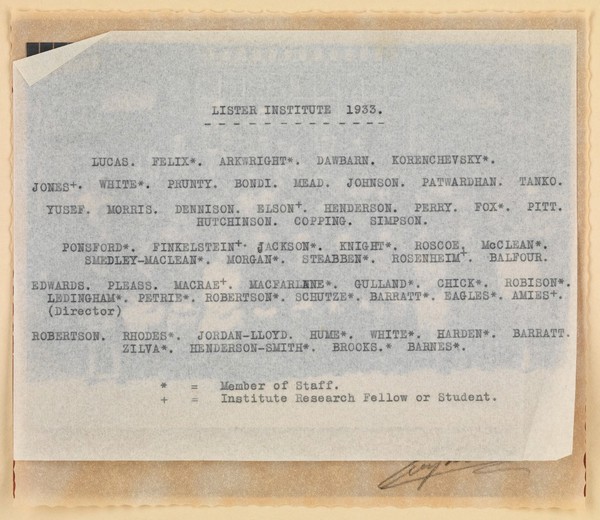 LISTER INSTITUTE 1933.
LUCAS. FELIX*. ARKWRIGHT*. DAWBARN. KORENCHEVSKY*.
JONES+. WHITE*. PRUNTY. BONDI. MEAD. JOHNSON. PATWARDHAN. TANKO.
YUSEF. MORRIS. DENNISON. ELSON+. HENDERSON. PERRY. FOX*. PITT.
HUTCHINSON. COPPING. SIMPSON.
PONSFORD*. FINKELSTEIN+. JACKSON*. KNIGHT*. ROSCOE, McCLEAN*.
SMEDLEY-MACLEAN*. MORGAN*. STEABBEN*. ROSENHEIM+. BALFOUR.
EDWARDS. PLEASS. MACRAE+. MACFARLANE*. GULLAND*. CHICK*. ROBISON*.
LEDINGHAM*. PETRIE*. ROBERTSON*. SCHUTZE*. BARRATT*. EAGLES*. AMIES+.
(Director)
ROBERTSON. RHODES*. JORDAN-LLOYD. HUME*. WHITE*. HARDEN*. BARRATT.
ZILVA*. HENDERSON-SMITH*. BROOKS.* BARNES*.
* = Member of Staff.
+ = Institute Research Fellow or Student.